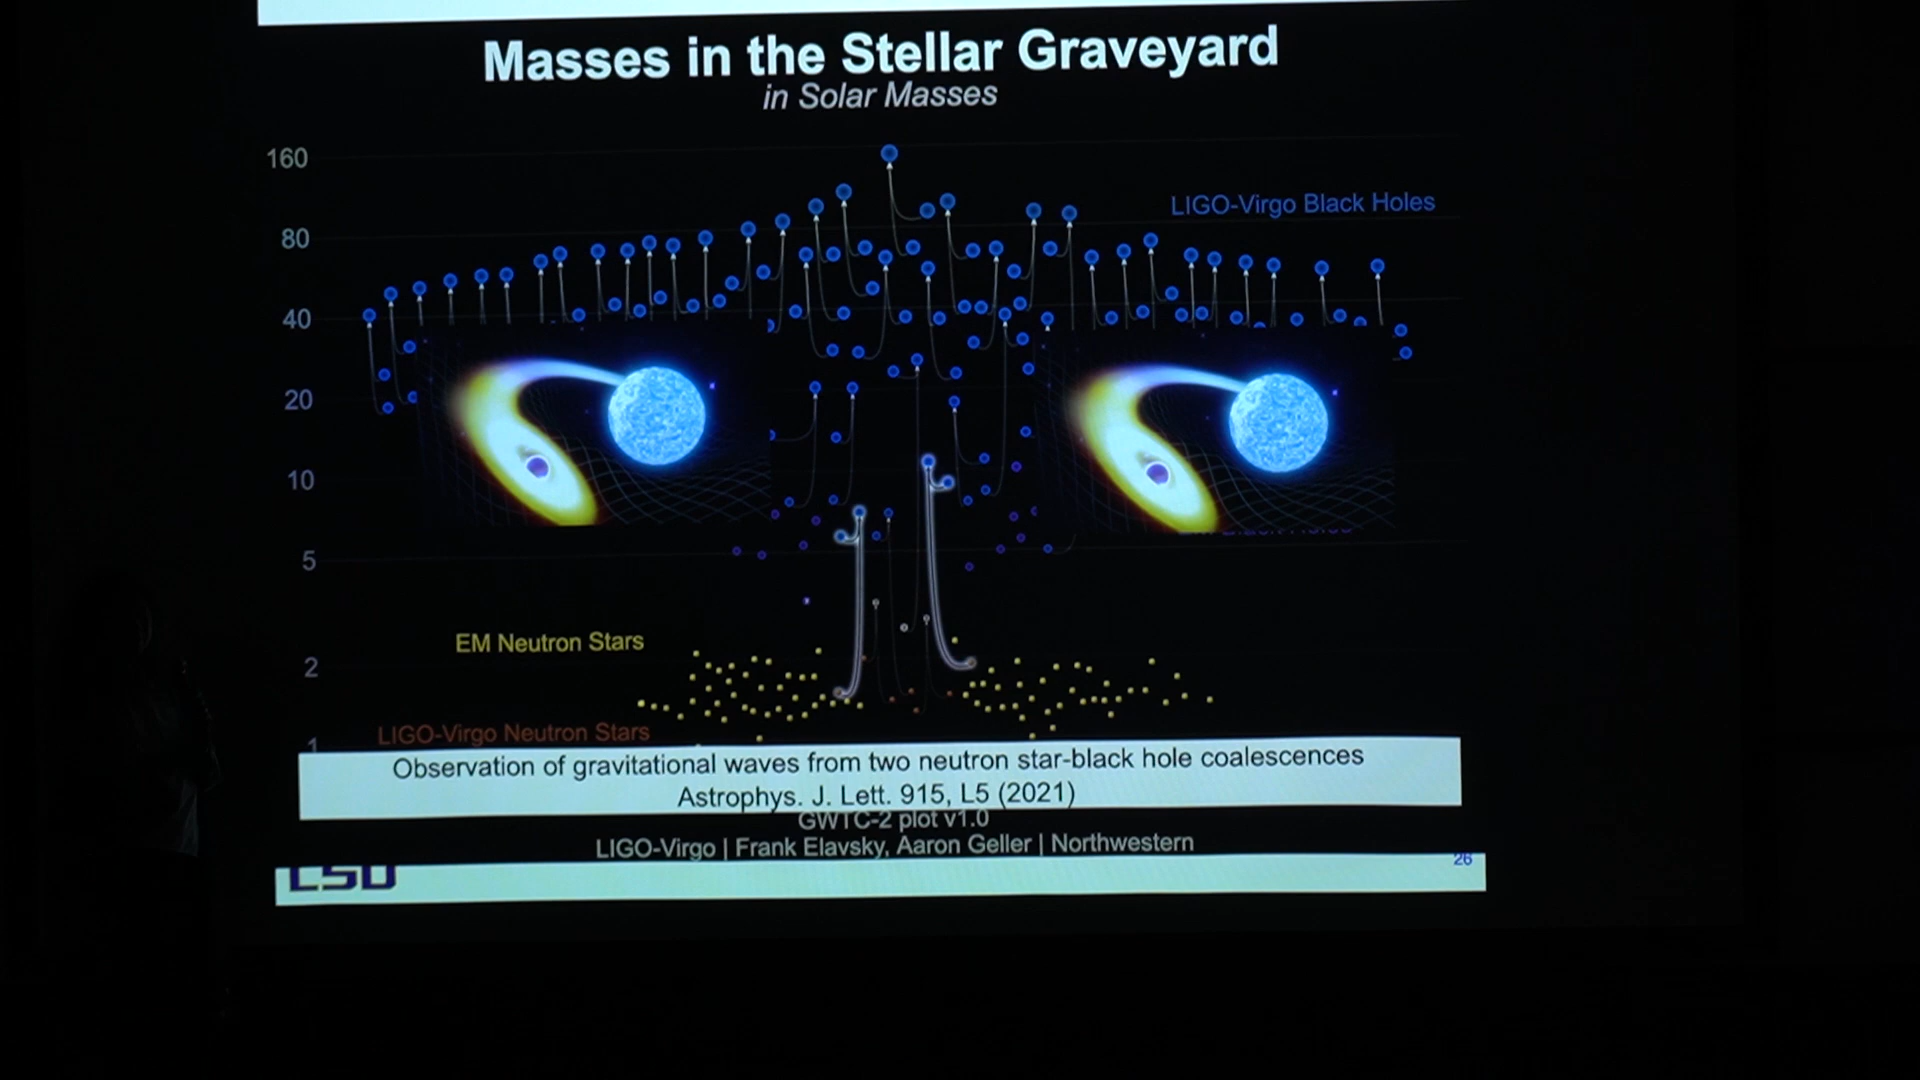 Masses in the Stellar Graveyard
in Solar Masses
160
LIGO-Virgo Black Holes
80
40
20
10
5
EM Neutron Stars
2
LIGO-Virgo Neutron Stars
1
Observation of gravitational waves from two neutron star-black hole coalescences
Astrophys. J. Lett. 915, L5 (2021)
GWTC-2 plot v1.0
LIGO-Virgo | Frank Elavsky, Aaron Geller | Northwestern
26